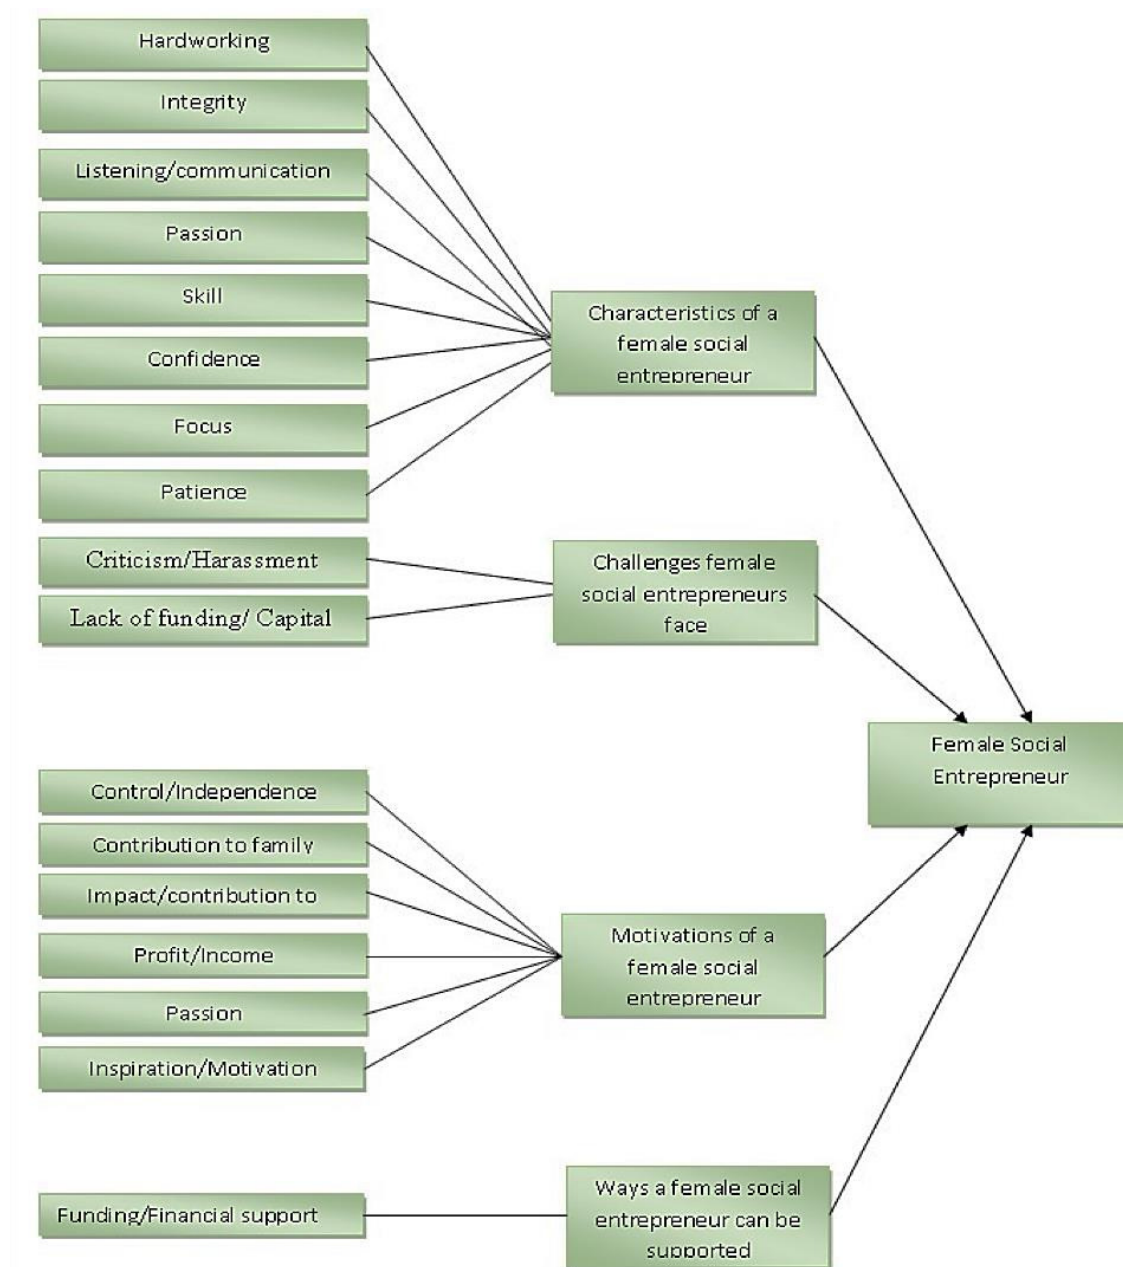 Hardworking
Integrity
Listening/communication
Passion
Skill
Confidence
Focus
Patience
Criticism/Harassment
Lack of funding/ Capital
Characteristics of a
female social
entrepreneur
Challenges female
social entrepreneurs
face
Female Social
Entrepreneur
Control/Independence
Contribution to family
Impact/contribution to
Profit/Income
Passion
Inspiration/Motivation
Motivations of a
female social
entrepreneur
Funding/Financial support
Ways a female social
entrepreneur can be
supported